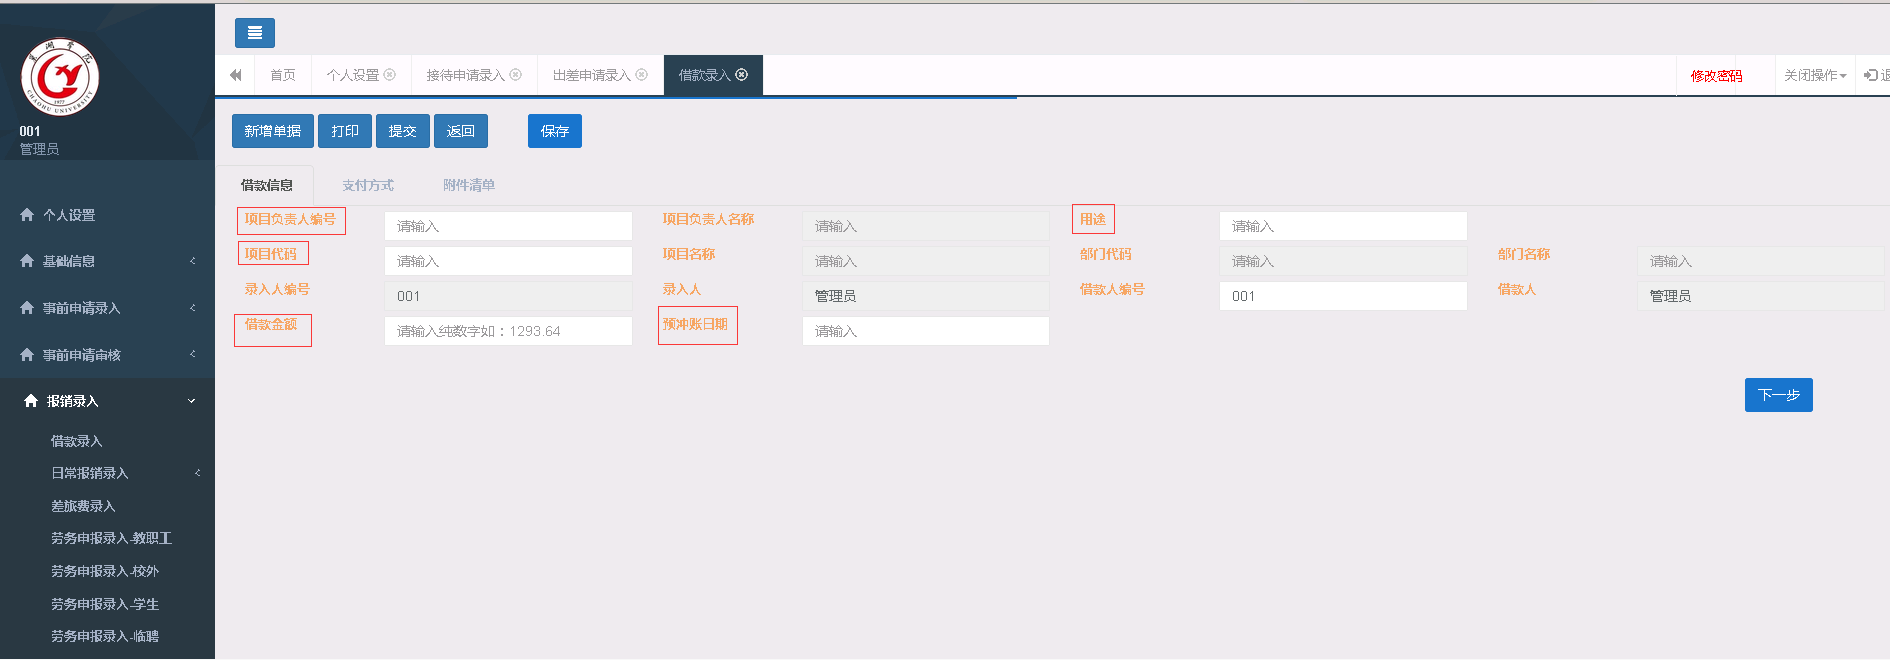 CHAOHU UNIVERSITY
1977
001
管理员
个人设置
基础信息
事前申请录入
事前申请审核
报销录入
借款录入
日常报销录入
差旅费录入
劳务申报录入-教职工
劳务申报录入-校外
劳务申报录入-学生
劳务申报录入-临聘
首页 个人设置 接待申请录入 出差申请录入 借款录入 修改密码 关闭操作 退
新增单据 打印 提交 返回 保存
借款信息 支付方式 附件清单
项目负责人编号 请输入 项目负责人名称 请输入 用途 请输入
项目代码 请输入 项目名称 请输入 部门代码 请输入 部门名称 请输入
录入人编号 001 录入人 管理员 借款人编号 001 借款人 管理员
借款金额 请输入纯数字如：1293.64 预冲账日期 请输入
下一步